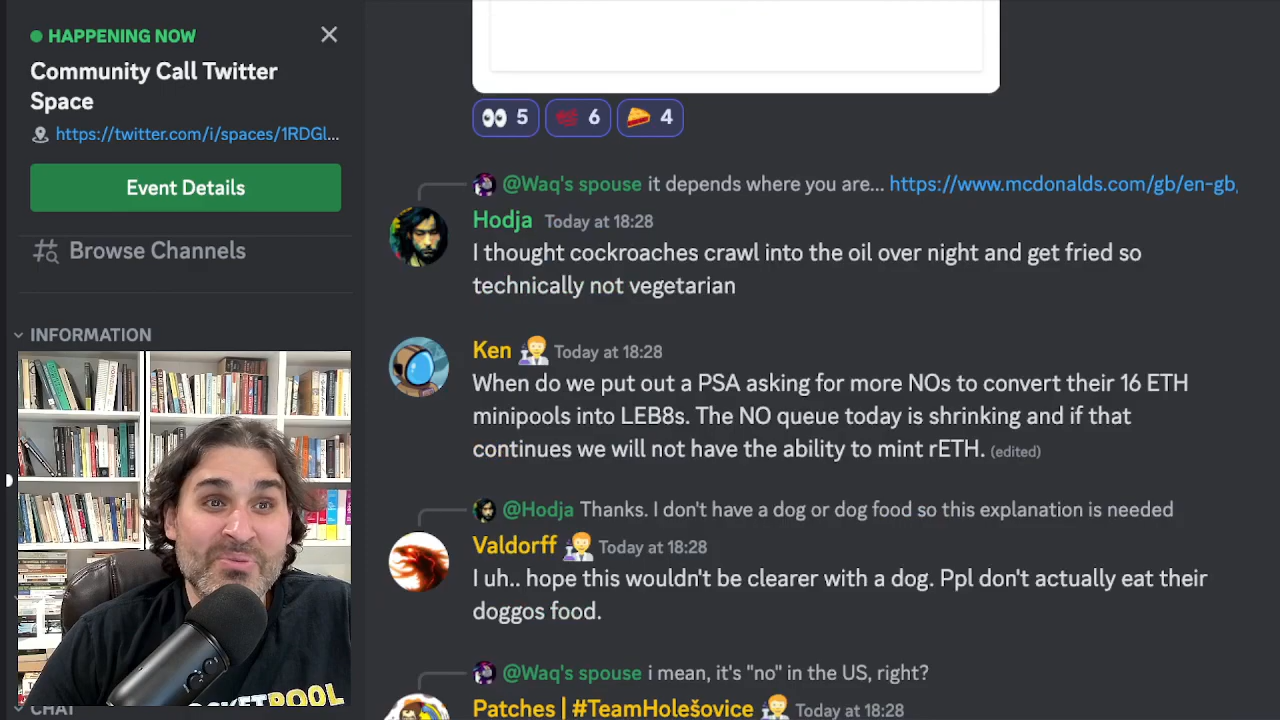 HAPPENING NOW
Community Call Twitter
Space
https://twitter.com/i/spaces/1RDGl...
Event Details
Browse Channels
INFORMATION
CHAT
5
6
4
@Waq's spouse it depends where you are... https://www.mcdonalds.com/gb/en-gb,
Hodja Today at 18:28
I thought cockroaches crawl into the oil over night and get fried so
technically not vegetarian
Ken Today at 18:28
When do we put out a PSA asking for more NOs to convert their 16 ETH
minipools into LEB8s. The NO queue today is shrinking and if that
continues we will not have the ability to mint rETH. (edited)
@Hodja Thanks. I don't have a dog or dog food so this explanation is needed
Valdorff Today at 18:28
I uh.. hope this wouldn't be clearer with a dog. Ppl don't actually eat their
doggos food.
@Waq's spouse i mean, it's "no" in the US, right?
Patches | #TeamHolešovice Today at 18:28